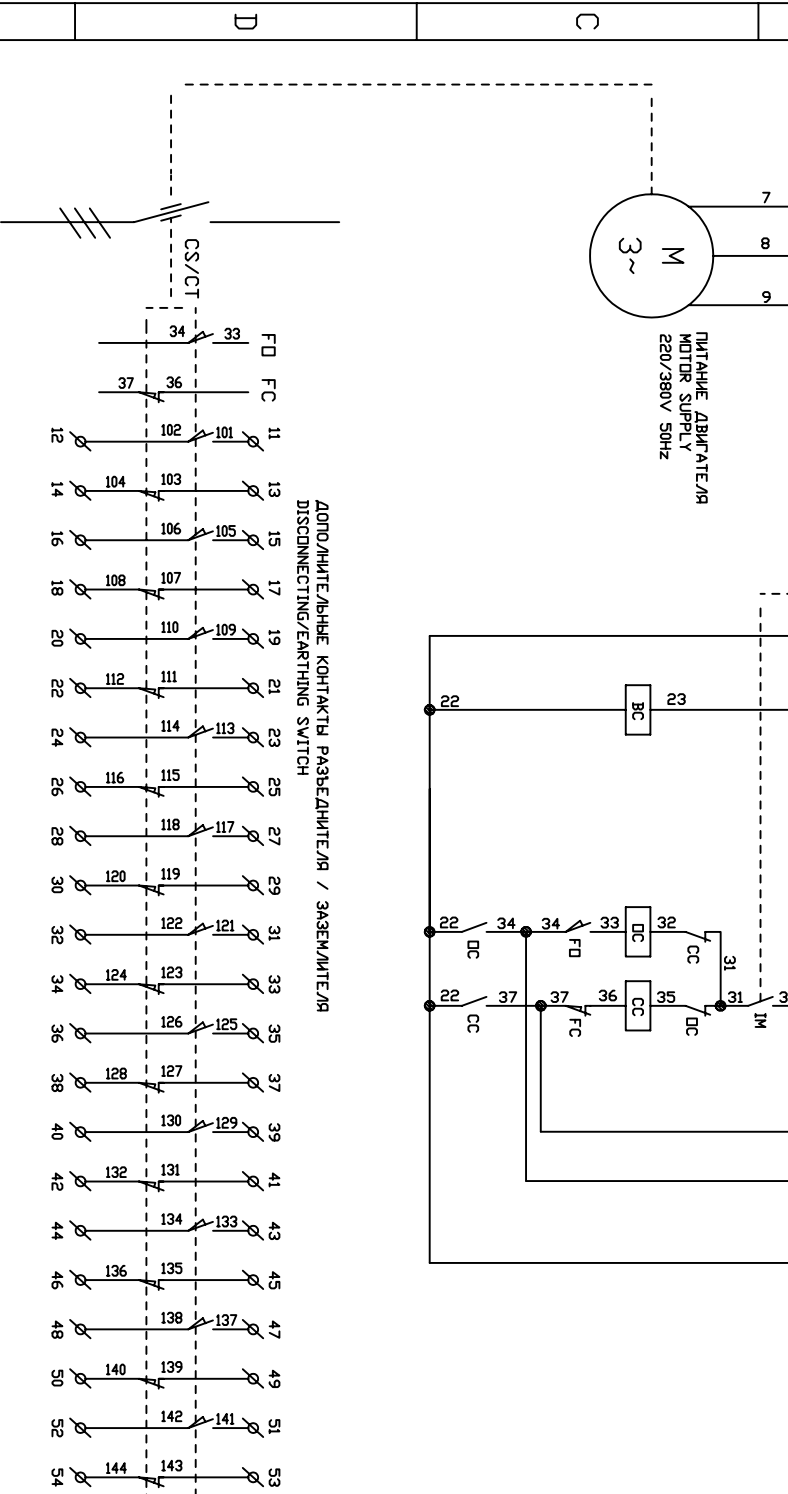 D
C
7
8
9
M
3~
CS/CT
ПИТАНИЕ ДВИГАТЕЛЯ
MOTOR SUPPLY
220/380V 50Hz
34 33 FO
37 36 FC
12 102 101 11
14 104 103 13
16 106 105 15
18 108 107 17
20 110 109 19
22 112 111 21
24 114 113 23
26 116 115 25
28 118 117 27
30 120 119 29
32 122 121 31
34 124 123 33
36 126 125 35
38 128 127 37
40 130 129 39
42 132 131 41
44 134 133 43
46 136 135 45
48 138 137 47
50 140 139 49
52 142 141 51
54 144 143 53
ДОПОЛНИТЕЛЬНЫЕ КОНТАКТЫ РАЗЪЕДНИТЕЛЯ / ЗАЗЕМЛИТЕЛЯ
DISCONNECTING/EARTHING SWITCH
22 BC 23
22 OC 34 34 FO 33 OC 32 CC
31
22 CC 37 37 FC 36 CC 35 OC 31 IM